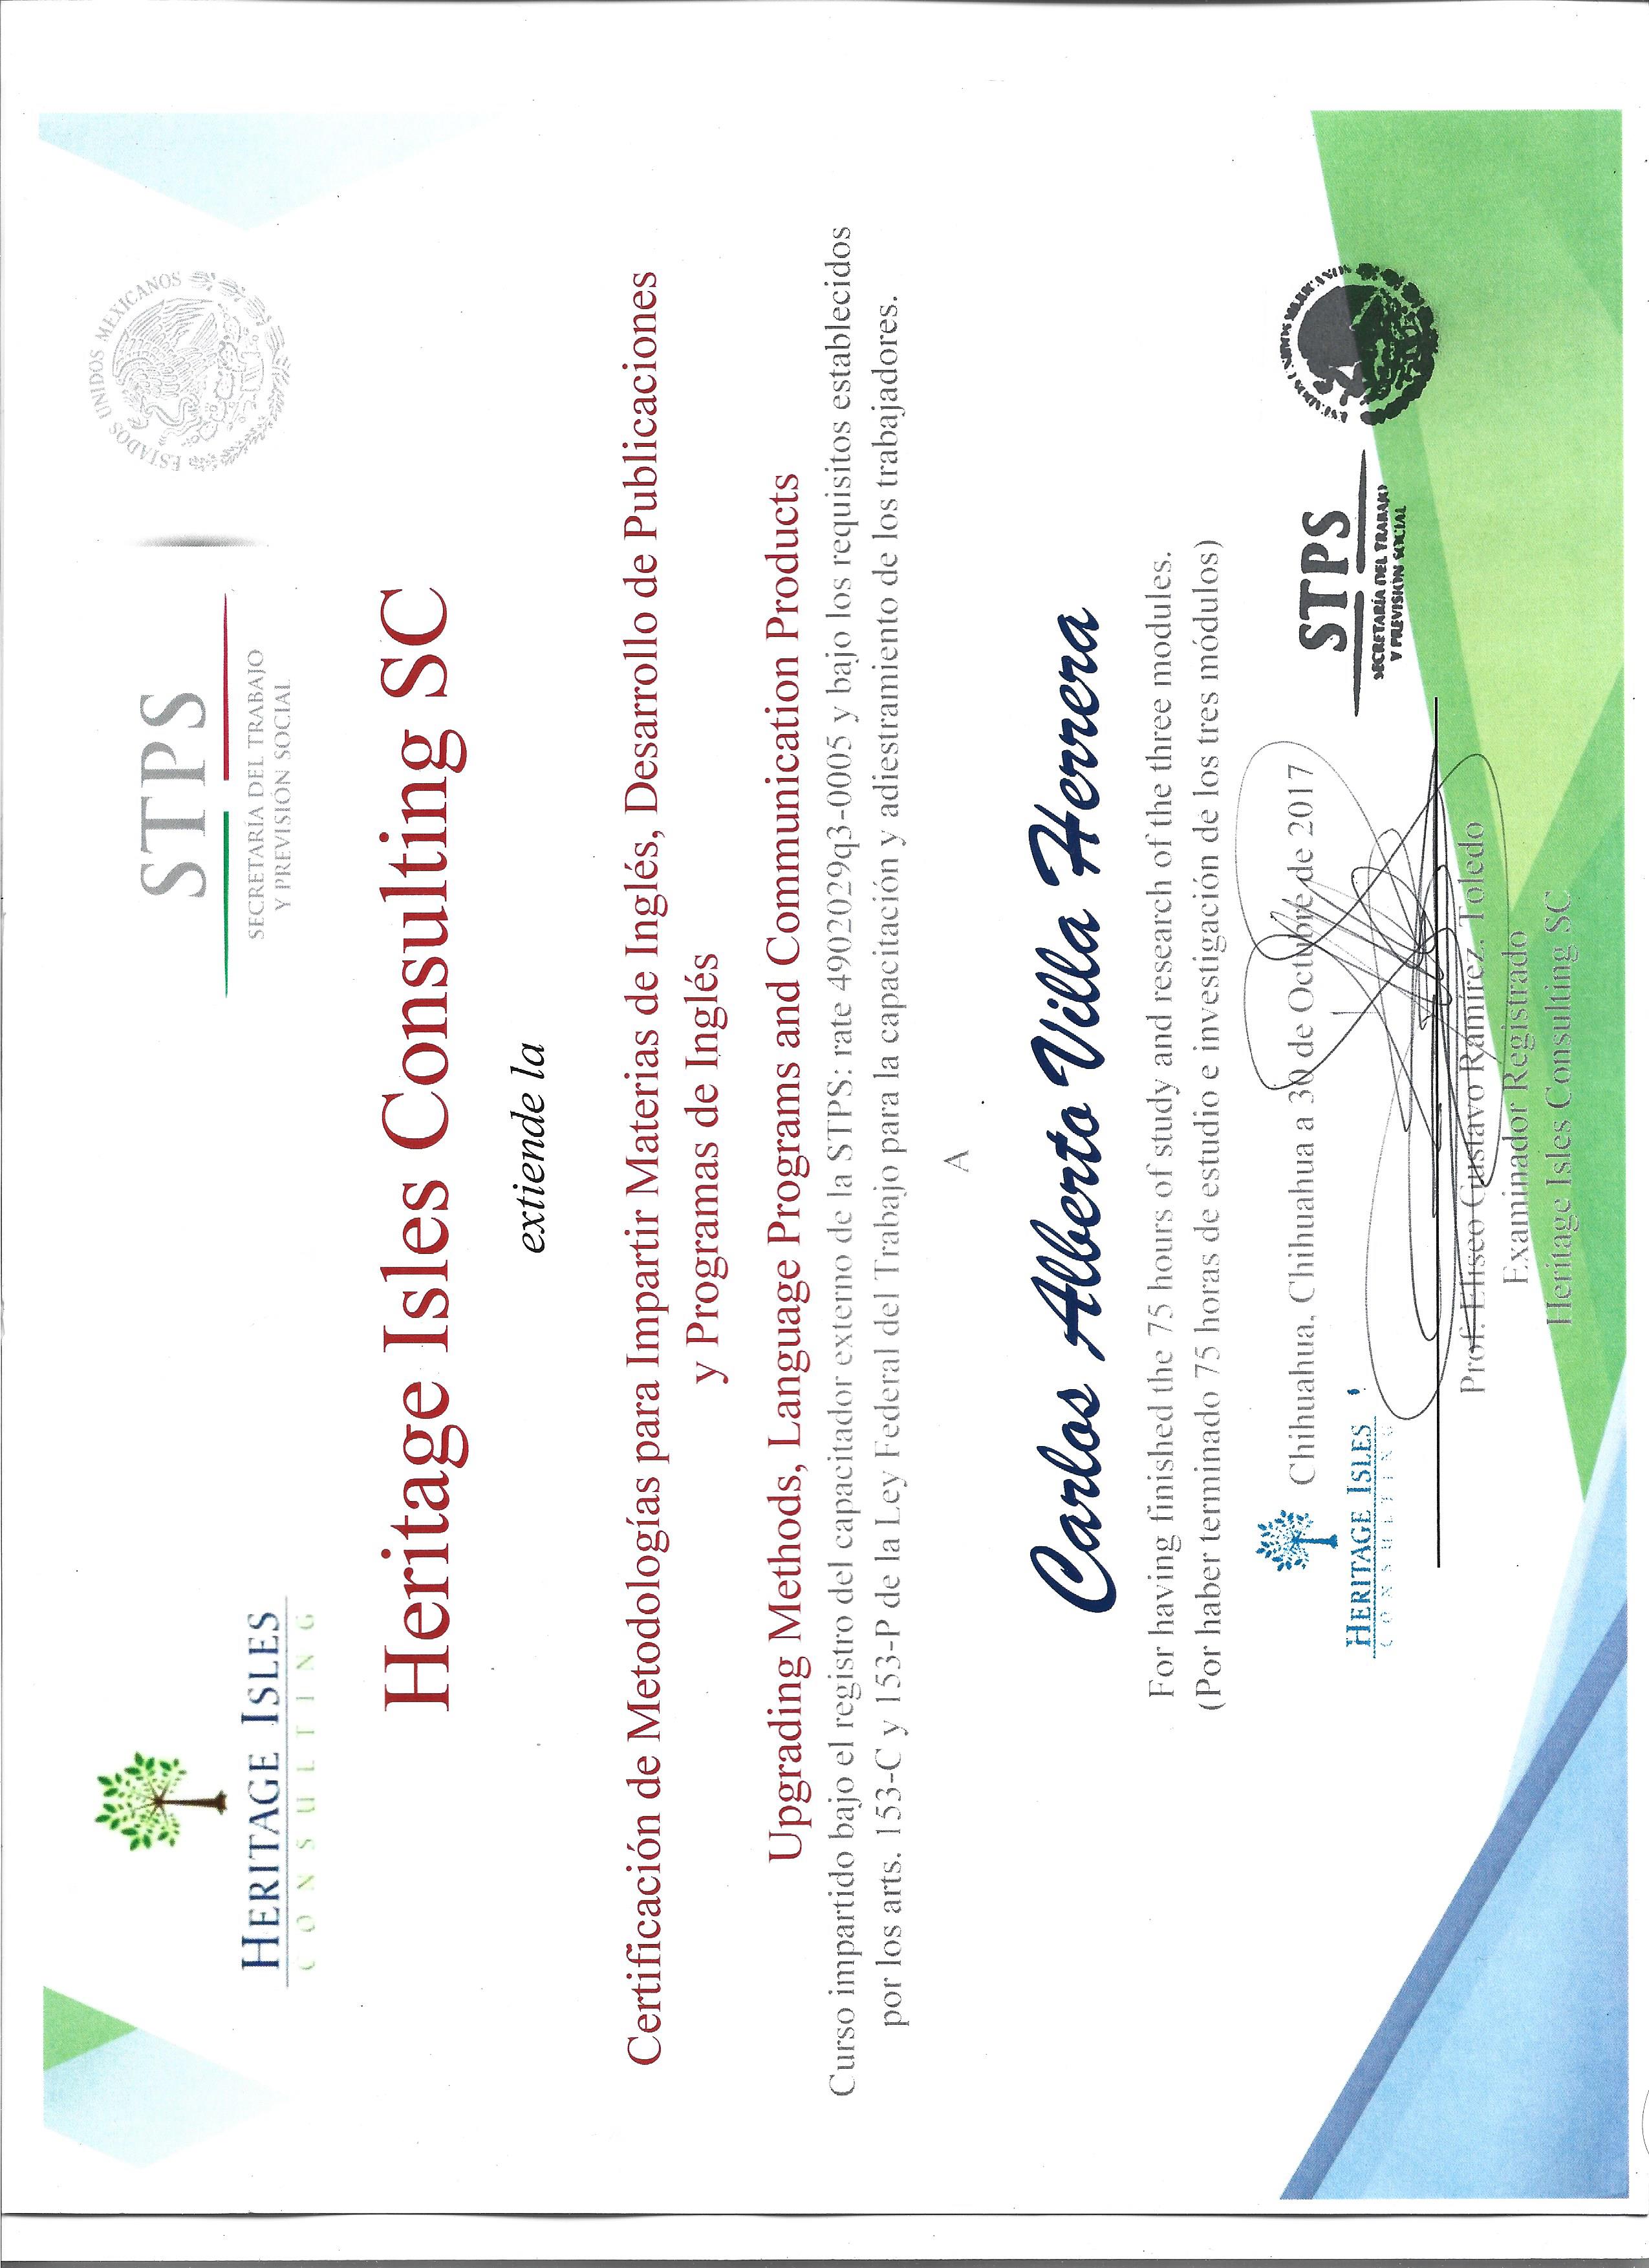 HERITAGE ISLES
CONSULTING
STPS
SECRETARÍA DEL TRABAJO
Y PREVISIÓN SOCIAL
ESTADOS UNIDOS MEXICANOS
Heritage Isles Consulting SC
extiende la
Certificación de Metodologías para Impartir Materias de Inglés, Desarrollo de Publicaciones
y Programas de Inglés
Upgrading Methods, Language Programs and Communication Products
Curso impartido bajo el registro del capacitador externo de la STPS: rate 4902029q3-0005 y bajo los requisitos establecidos
por los arts. 153-C y 153-P de la Ley Federal del Trabajo para la capacitación y adiestramiento de los trabajadores.
A
Carlos Alberto Villa Herrera
For having finished the 75 hours of study and research of the three modules.
(Por haber terminado 75 horas de estudio e investigación de los tres módulos)
Chihuahua, Chihuahua a 30 de Octubre de 2017
HERITAGE ISLES
CONSULTING
STPS
SECRETARÍA DEL TRABAJO
Y PREVISIÓN SOCIAL
ESTADOS UNIDOS MEXICANOS
Prof. Eliseo Gustavo Ramírez. Toledo
Examinador Registrado
Heritage Isles Consulting SC